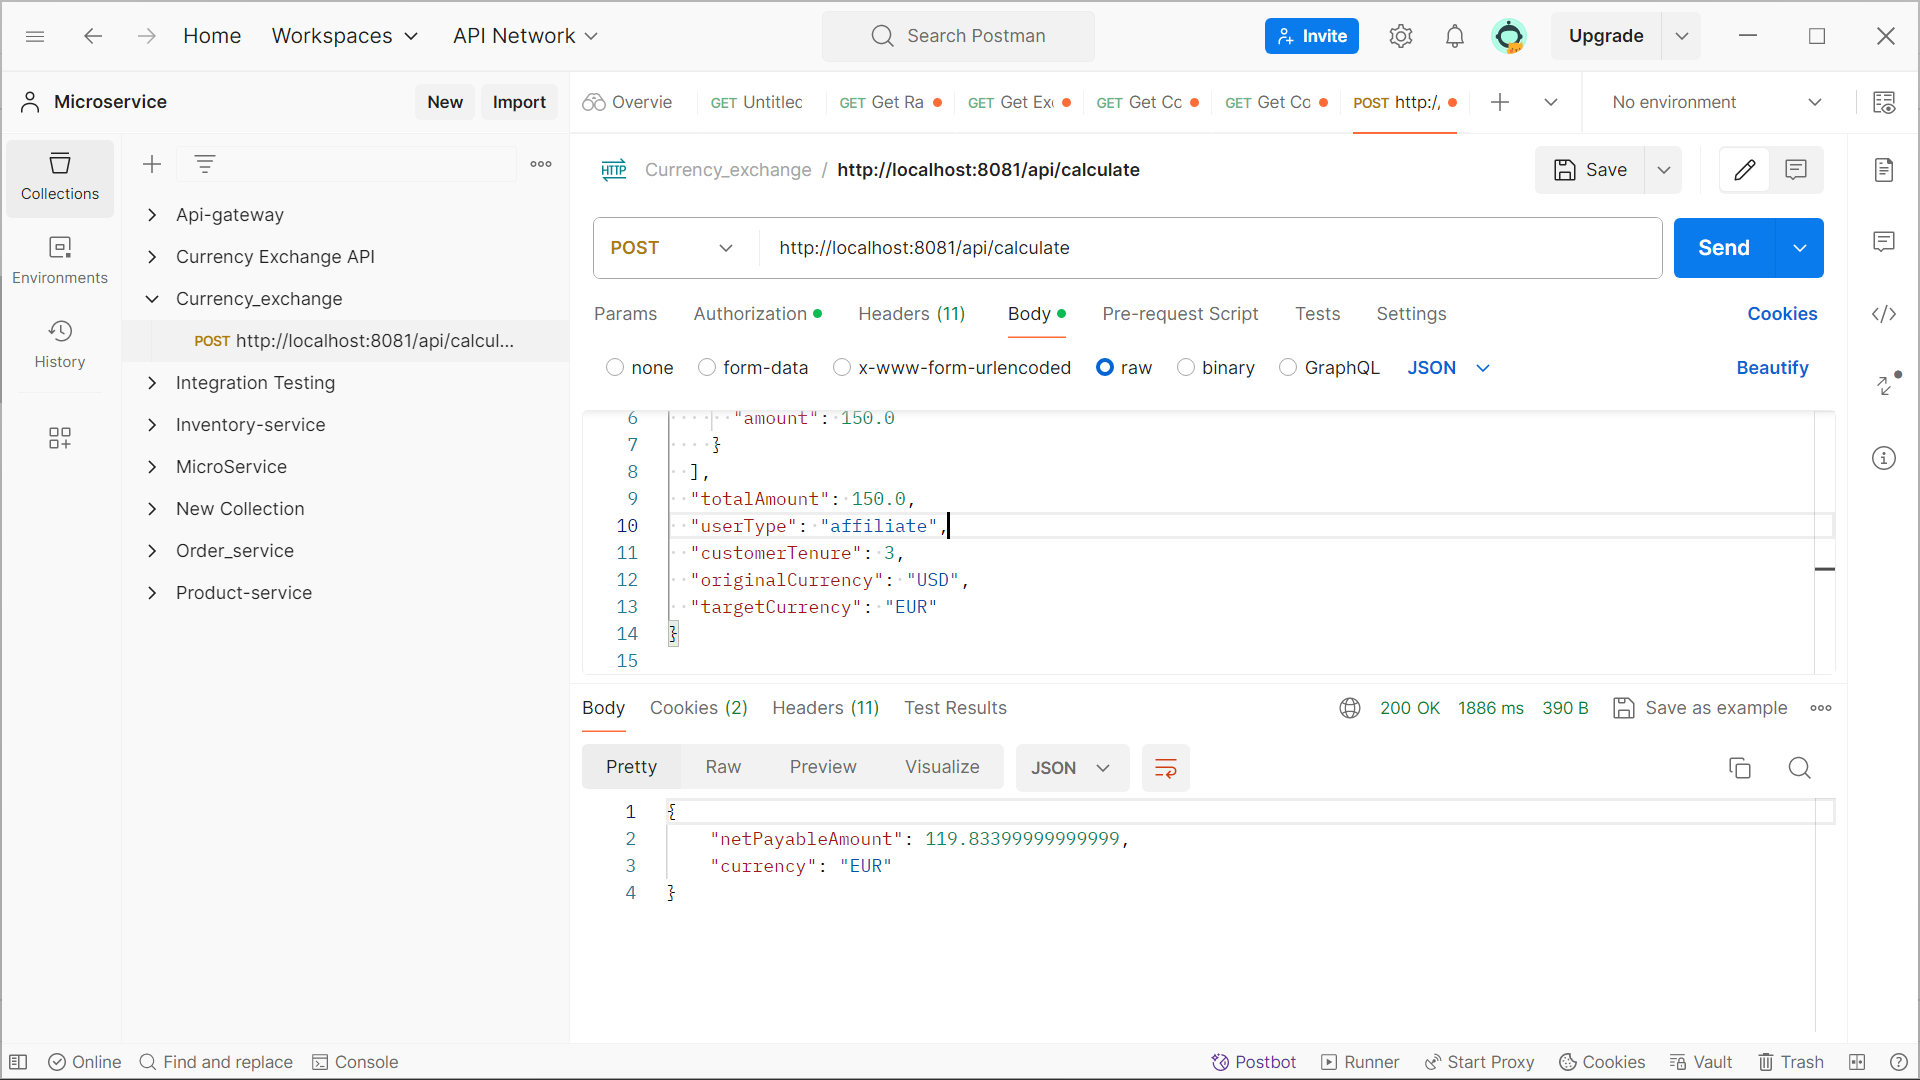 Home Workspaces API Network Search Postman Invite Upgrade
Microservice New Import
Overvie GET Untitlec GET Get Ra GET Get Ex GET Get Co GET Get Co POST http:/, No environment
Collections
Environments
History
Api-gateway
Currency Exchange API
Currency_exchange
POST http://localhost:8081/api/calcul...
Integration Testing
Inventory-service
MicroService
New Collection
Order_service
Product-service
HTTP Currency_exchange / http://localhost:8081/api/calculate Save
POST http://localhost:8081/api/calculate Send
Params Authorization Headers (11) Body Pre-request Script Tests Settings Cookies
none form-data x-www-form-urlencoded raw binary GraphQL JSON Beautify
6 "amount": 150.0
7 }
8 ],
9 "totalAmount": 150.0,
10 "userType": "affiliate",
11 "customerTenure": 3,
12 "originalCurrency": "USD",
13 "targetCurrency": "EUR"
14 }
15
Body Cookies (2) Headers (11) Test Results 200 OK 1886 ms 390 B Save as example
Pretty Raw Preview Visualize JSON
1 {
2 "netPayableAmount": 119.83399999999999,
3 "currency": "EUR"
4 }
Online Find and replace Console Postbot Runner Start Proxy Cookies Vault Trash